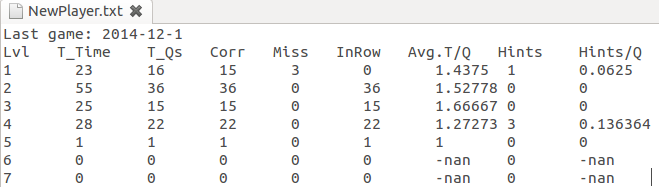 NewPlayer.txt
Last game: 2014-12-1
Lvl T_Time T_Qs Corr Miss InRow Avg.T/Q Hints Hints/Q
1 23 16 15 3 0 1.4375 1 0.0625
2 55 36 36 0 36 1.52778 0 0
3 25 15 15 0 15 1.66667 0 0
4 28 22 22 0 22 1.27273 3 0.136364
5 1 1 1 0 1 1 0 0
6 0 0 0 0 0 -nan 0 -nan
7 0 0 0 0 0 -nan 0 -nan